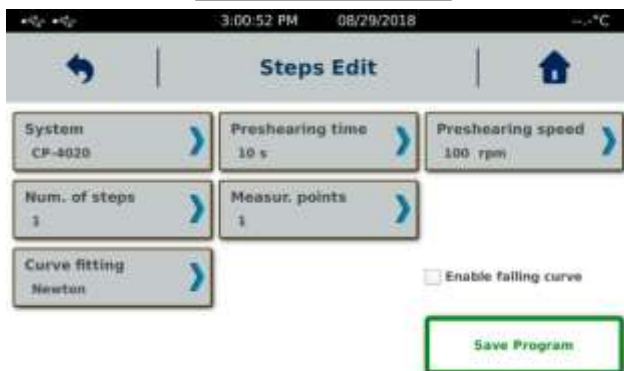 3:00:52 PM 08/29/2018 --.-°C
Steps Edit
System
CP-4020
Preshearing time
10 s
Preshearing speed
100 rpm
Num. of steps
1
Measur. points
1
Curve fitting
Newton
Enable falling curve
Save Program